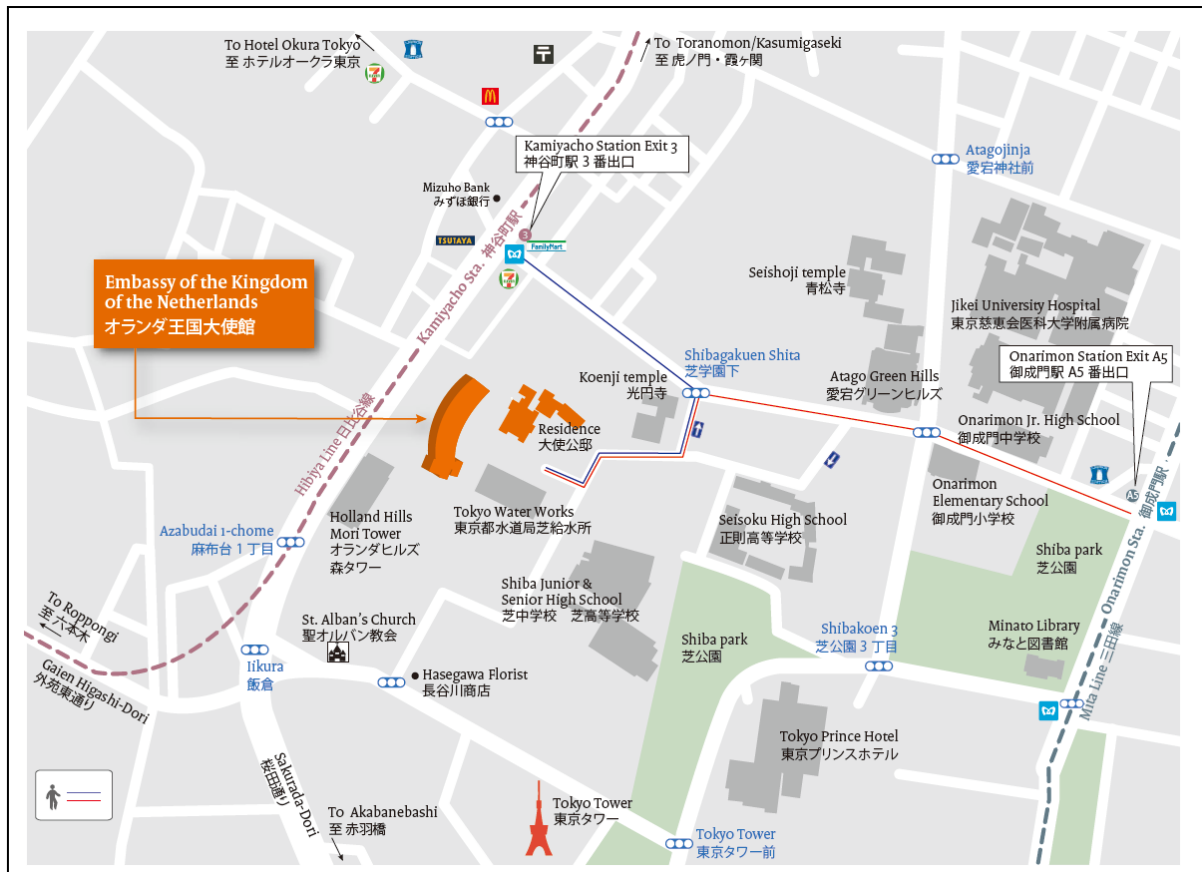 To Hotel Okura Tokyo
至 ホテルオークラ東京
To Toranomon/Kasumigaseki
至 虎ノ門・霞ヶ関
Kamiyacho Station Exit 3
神谷町駅 3 番出口
Atagojinja
愛宕神社前
Mizuho Bank
みずほ銀行
3
TSUTAYA
FamilyMart
7
Kamiyacho Sta. 神谷町駅
Embassy of the Kingdom
of the Netherlands
オランダ王国大使館
Seishoji temple
青松寺
Jikei University Hospital
東京慈恵会医科大学附属病院
Onarimon Station Exit A5
御成門駅 A5 番出口
Shibagakuen Shita
芝学園下
Koenji temple
光円寺
Atago Green Hills
愛宕グリーンヒルズ
Onarimon Jr. High School
御成門中学校
Residence
大使公邸
Hibiya Line 日比谷線
A5
Onarimon
Elementary School
御成門小学校
Onarimon Sta. 御成門駅
Tokyo Water Works
東京都水道局芝給水所
Holland Hills
Mori Tower
オランダヒルズ
森タワー
Seisoku High School
正則高等学校
Azabudai 1-chome
麻布台 1 丁目
Shiba park
芝公園
Shiba Junior &
Senior High School
芝中学校 芝高等学校
To Roppongi
至 六本木
St. Alban's Church
聖オルバン教会
Shiba park
芝公園
Shibakoen 3
芝公園 3 丁目
Minato Library
みなと図書館
Mita Line 三田線
Iikura
飯倉
Hasegawa Florist
長谷川商店
Gaien Higashi-Dori
外苑東通り
Tokyo Prince Hotel
東京プリンスホテル
Sakurada-Dori
桜田通り
To Akabanebashi
至 赤羽橋
Tokyo Tower
東京タワー
Tokyo Tower
東京タワー前